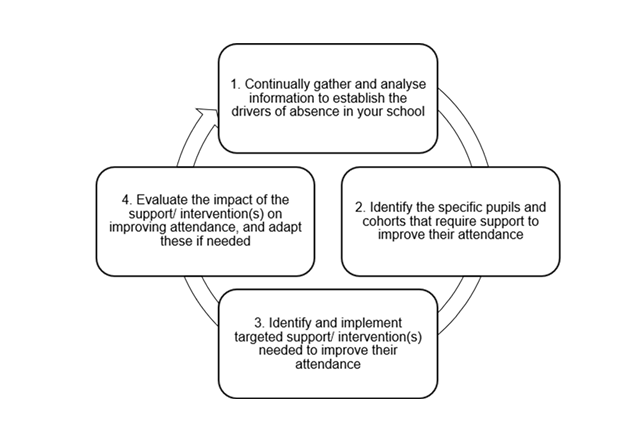 1. Continually gather and analyse
information to establish the
drivers of absence in your school
2. Identify the specific pupils and
cohorts that require support to
improve their attendance
3. Identify and implement
targeted support/ intervention(s)
needed to improve their
attendance
4. Evaluate the impact of the
support/ intervention(s) on
improving attendance, and adapt
these if needed